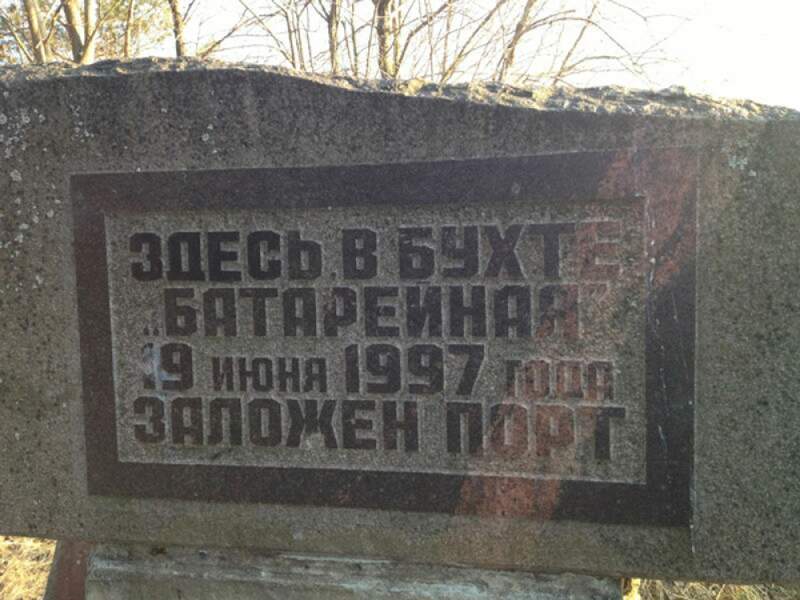 ЗДЕСЬ, В БУХТЕ
„БАТАРЕЙНАЯ"
19 ИЮНЯ 1997 ГОДА
ЗАЛОЖЕН ПОРТ